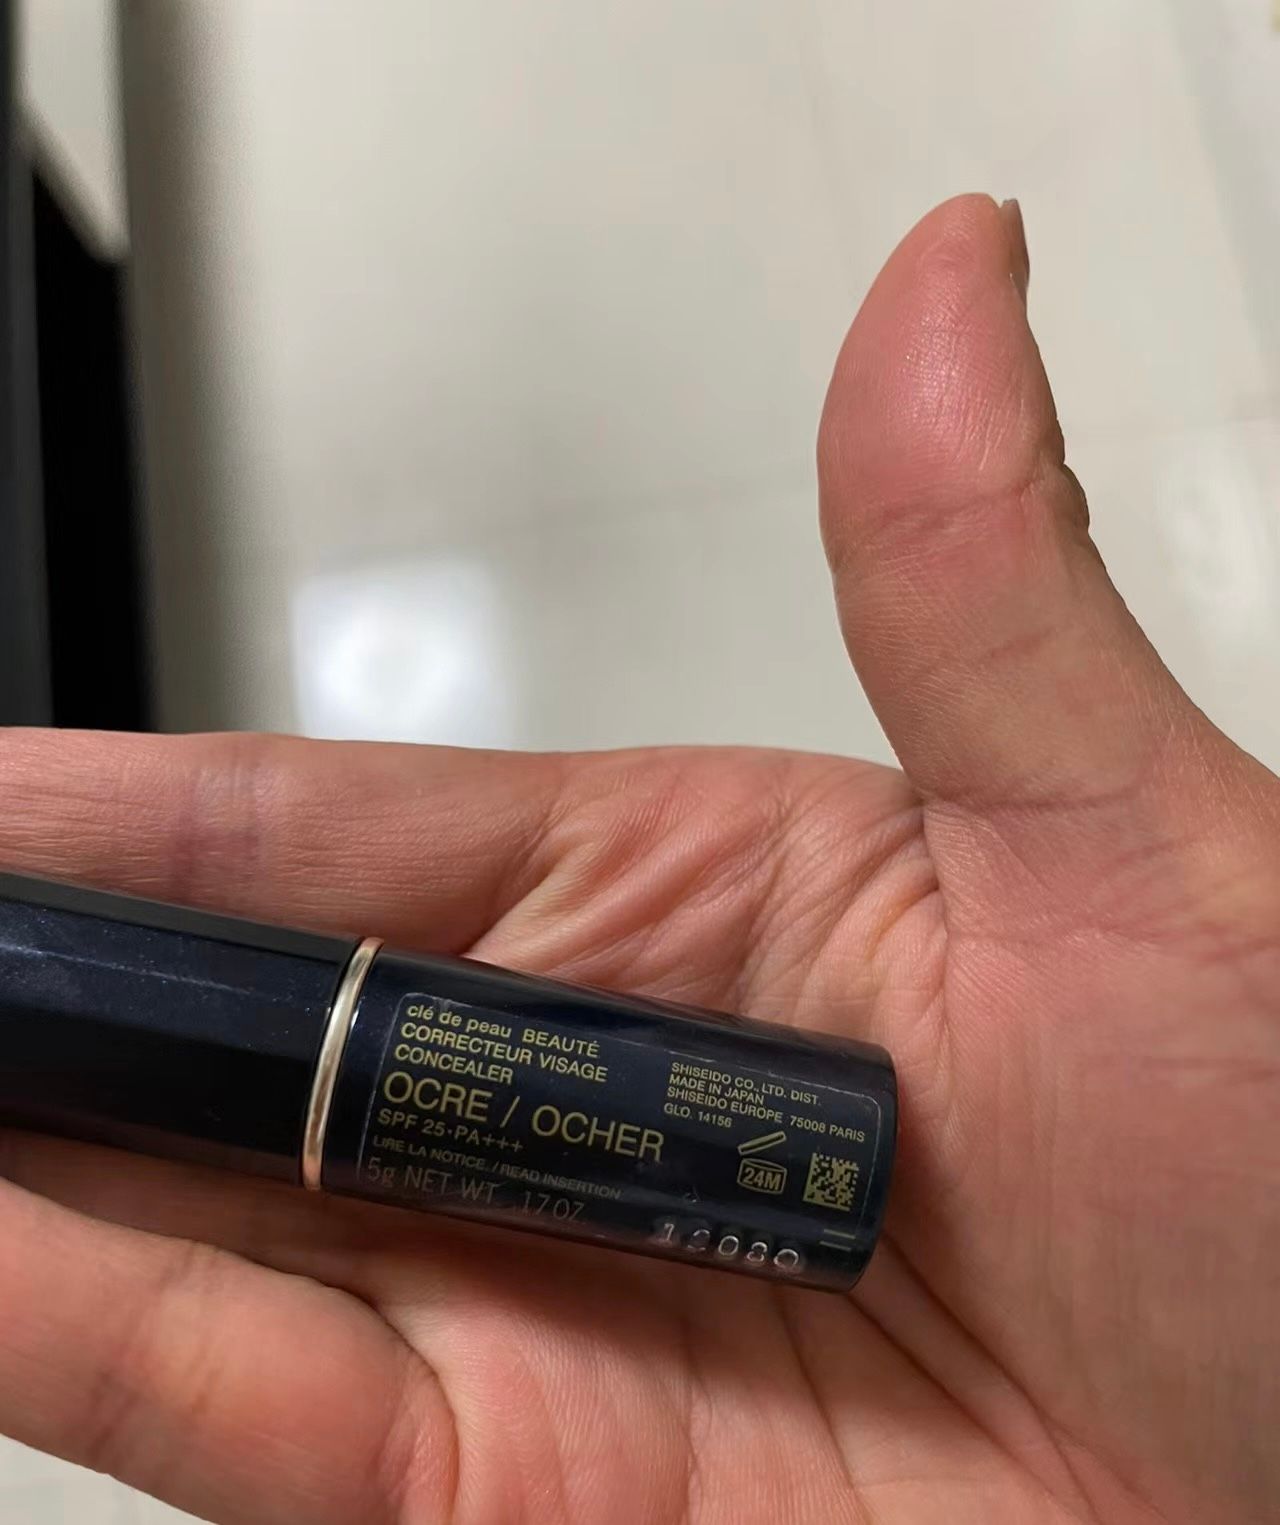 clé de peau BEAUTÉ
CORRECTEUR VISAGE
CONCEALER
OCRE / OCHER
SPF 25·PA+++
LIRE LA NOTICE. / READ INSERTION
5g NET WT. .17 OZ.
SHISEIDO CO., LTD. DIST.
MADE IN JAPAN
SHISEIDO EUROPE 75008 PARIS
GLO. 14156
24M